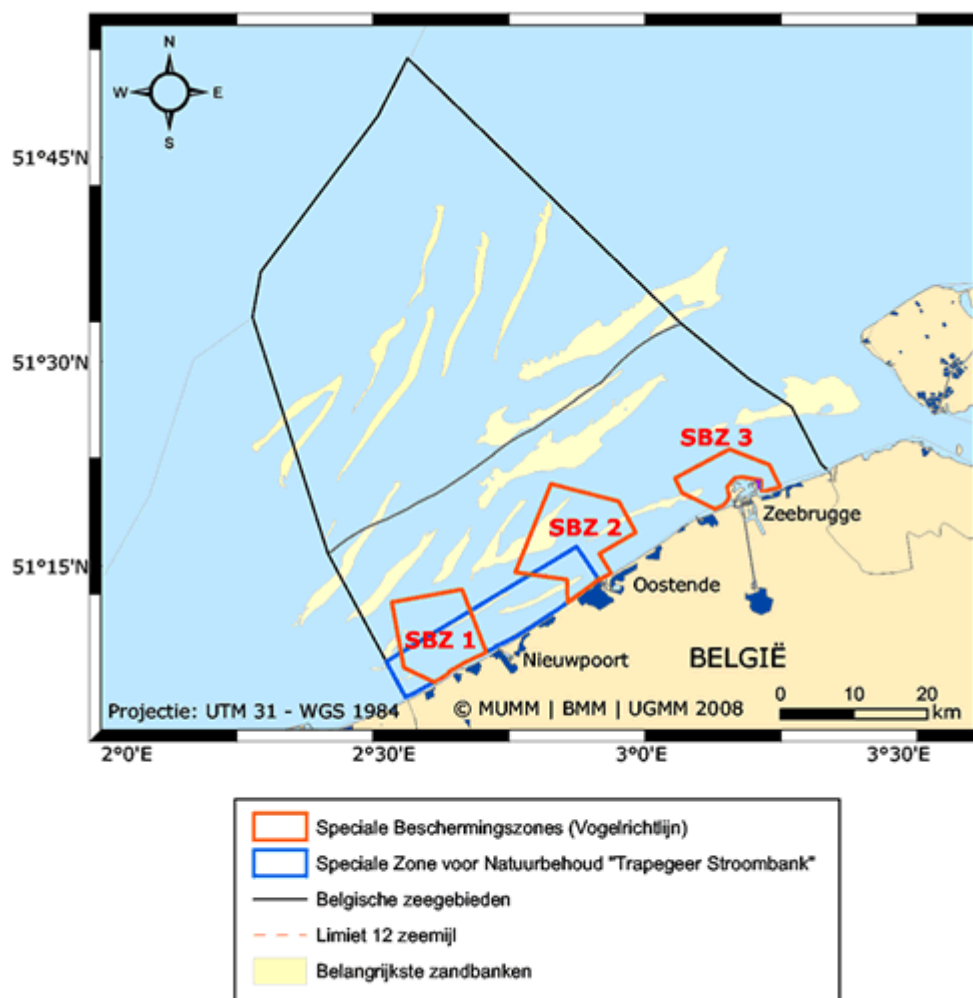 N
W E
S
51°45'N
51°30'N
51°15'N
SBZ 3
Zeebrugge
SBZ 2
Oostende
SBZ 1
Nieuwpoort
BELGIË
0 10 20
km
Projectie: UTM 31 - WGS 1984
© MUMM | BMM | UGMM 2008
2°0'E 2°30'E 3°0'E 3°30'E
Speciale Beschermingszones (Vogelrichtlijn)
Speciale Zone voor Natuurbehoud "Trapegeer Stroombank"
Belgische zeegebieden
Limiet 12 zeemijl
Belangrijkste zandbanken